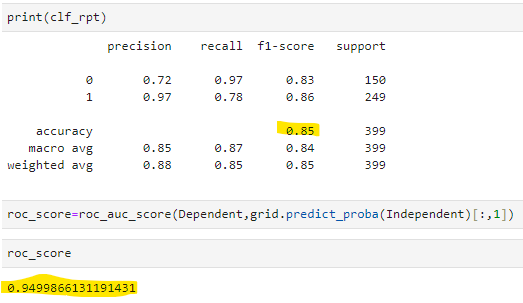 print(clf_rpt)
precision recall f1-score support
0 0.72 0.97 0.83 150
1 0.97 0.78 0.86 249
accuracy 0.85 399
macro avg 0.85 0.87 0.84 399
weighted avg 0.88 0.85 0.85 399
roc_score=roc_auc_score(Dependent,grid.predict_proba(Independent)[:,1])
roc_score
0.9499866131191431